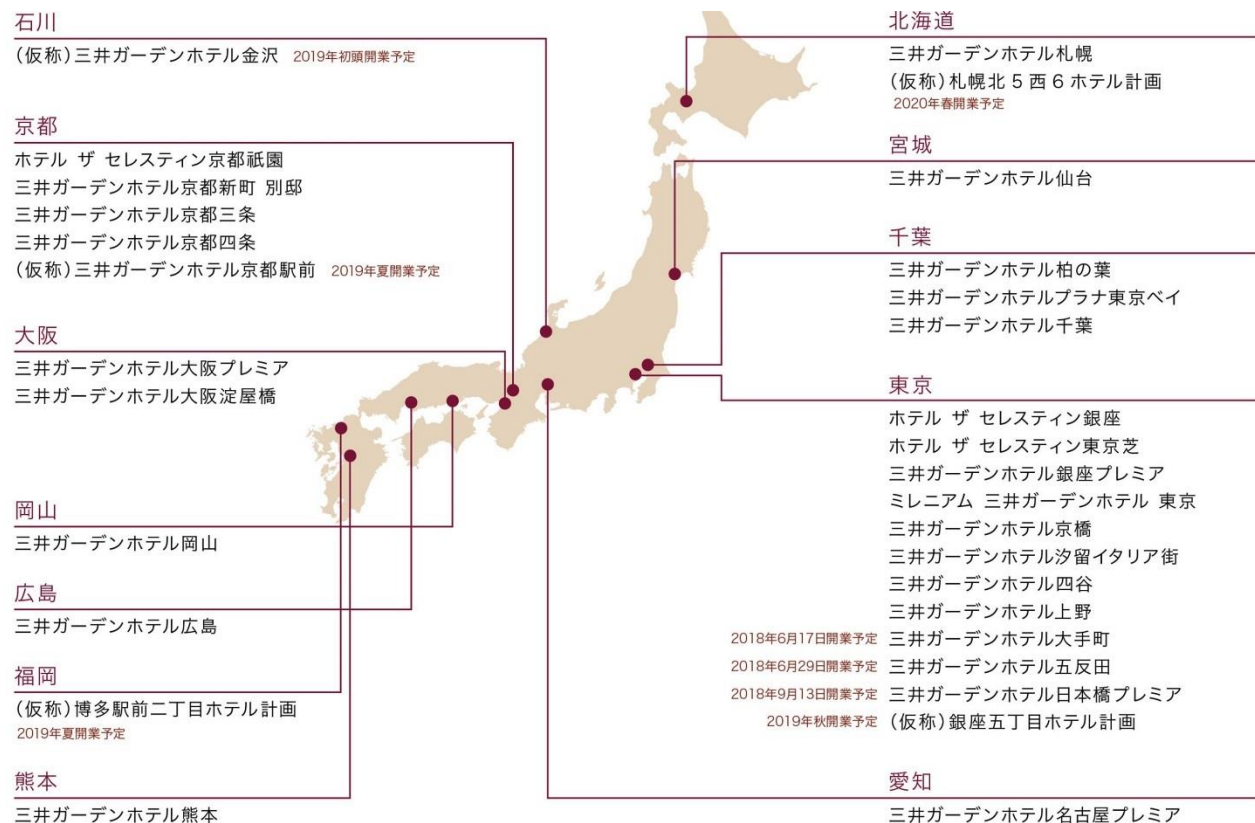 石川
(仮称)三井ガーデンホテル金沢 2019年初頭開業予定
京都
ホテル ザ セレスティン京都祇園
三井ガーデンホテル京都新町 別邸
三井ガーデンホテル京都三条
三井ガーデンホテル京都四条
(仮称)三井ガーデンホテル京都駅前 2019年夏開業予定
大阪
三井ガーデンホテル大阪プレミア
三井ガーデンホテル大阪淀屋橋
岡山
三井ガーデンホテル岡山
広島
三井ガーデンホテル広島
福岡
(仮称)博多駅前二丁目ホテル計画
2019年夏開業予定
熊本
三井ガーデンホテル熊本
北海道
三井ガーデンホテル札幌
(仮称)札幌北5西6ホテル計画
2020年春開業予定
宮城
三井ガーデンホテル仙台
千葉
三井ガーデンホテル柏の葉
三井ガーデンホテルプラナ東京ベイ
三井ガーデンホテル千葉
東京
ホテル ザ セレスティン銀座
ホテル ザ セレスティン東京芝
三井ガーデンホテル銀座プレミア
ミレニアム 三井ガーデンホテル 東京
三井ガーデンホテル京橋
三井ガーデンホテル汐留イタリア街
三井ガーデンホテル四谷
三井ガーデンホテル上野
2018年6月17日開業予定 三井ガーデンホテル大手町
2018年6月29日開業予定 三井ガーデンホテル五反田
2018年9月13日開業予定 三井ガーデンホテル日本橋プレミア
2019年秋開業予定 (仮称)銀座五丁目ホテル計画
愛知
三井ガーデンホテル名古屋プレミア